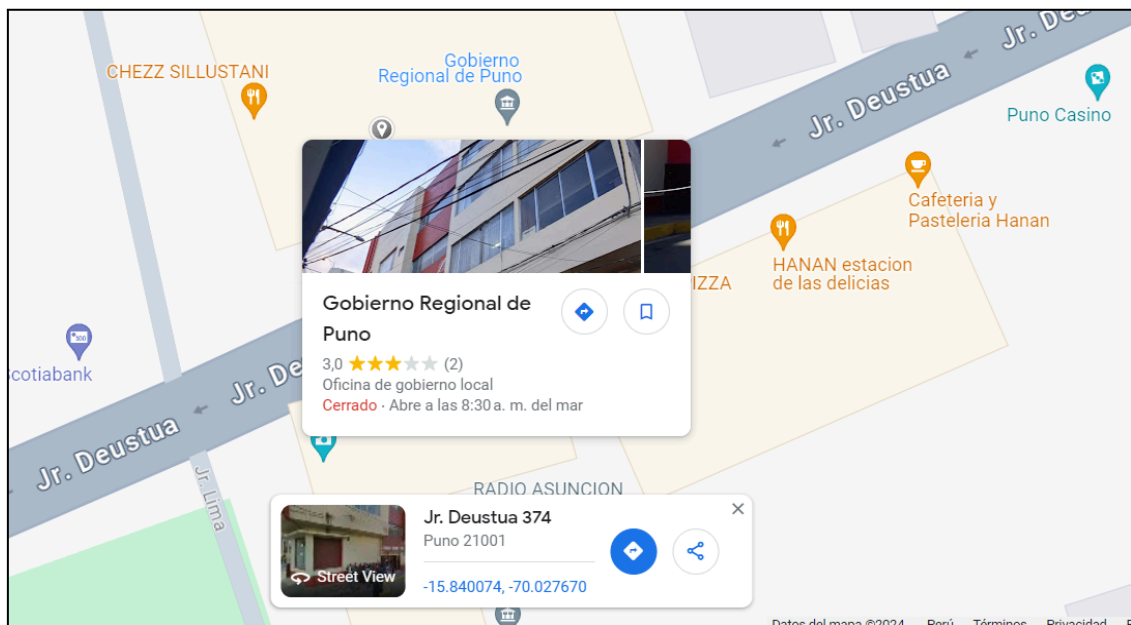 Jr. Deu
Gobierno
Regional de Puno
CHEZZ SILLUSTANI
Jr. Deustua
Puno Casino
Cafeteria y
Pasteleria Hanan
HANAN estacion
de las delicias
IZZA
Gobierno Regional de
Puno
3,0 (2)
Oficina de gobierno local
Cerrado · Abre a las 8:30 a. m. del mar
cotiabank
Jr. De
Jr. Deustua
Jr. Lima
RADIO ASUNCION
Jr. Deustua 374
Puno 21001
Street View
-15.840074, -70.027670
Datos del mapa ©2024 Perú Términos Privacidad